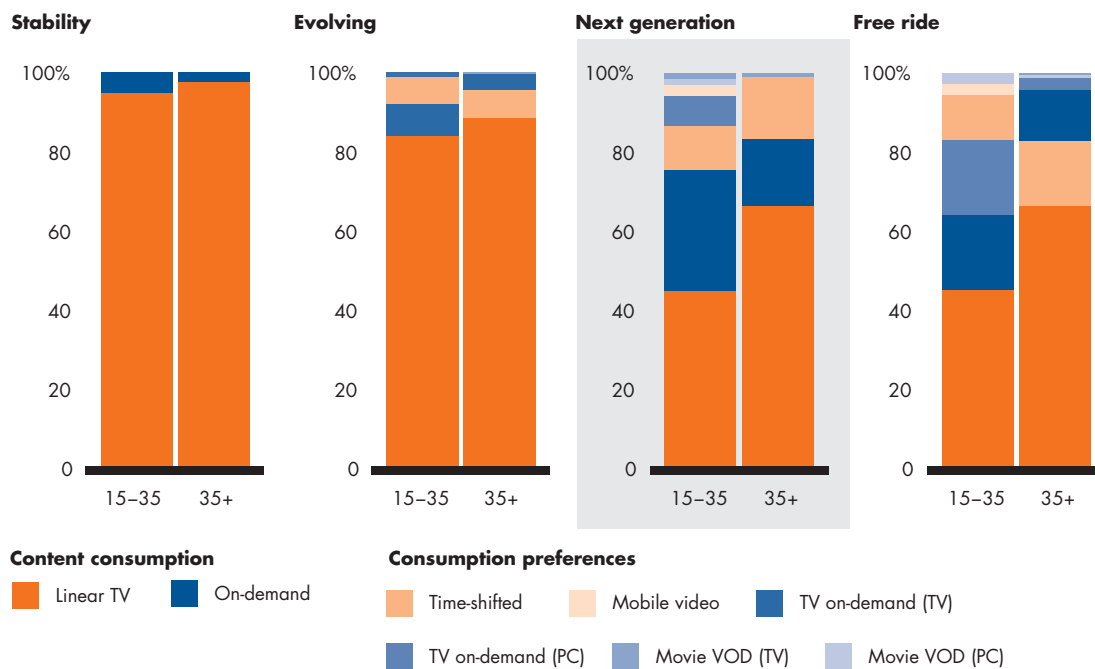 Stability
Evolving
Next generation
Free ride
100%
80
60
40
20
0
15–35
35+
100%
80
60
40
20
0
15–35
35+
100%
80
60
40
20
0
15–35
35+
100%
80
60
40
20
0
15–35
35+
Content consumption
Linear TV
On-demand
Consumption preferences
Time-shifted
Mobile video
TV on-demand (TV)
TV on-demand (PC)
Movie VOD (TV)
Movie VOD (PC)